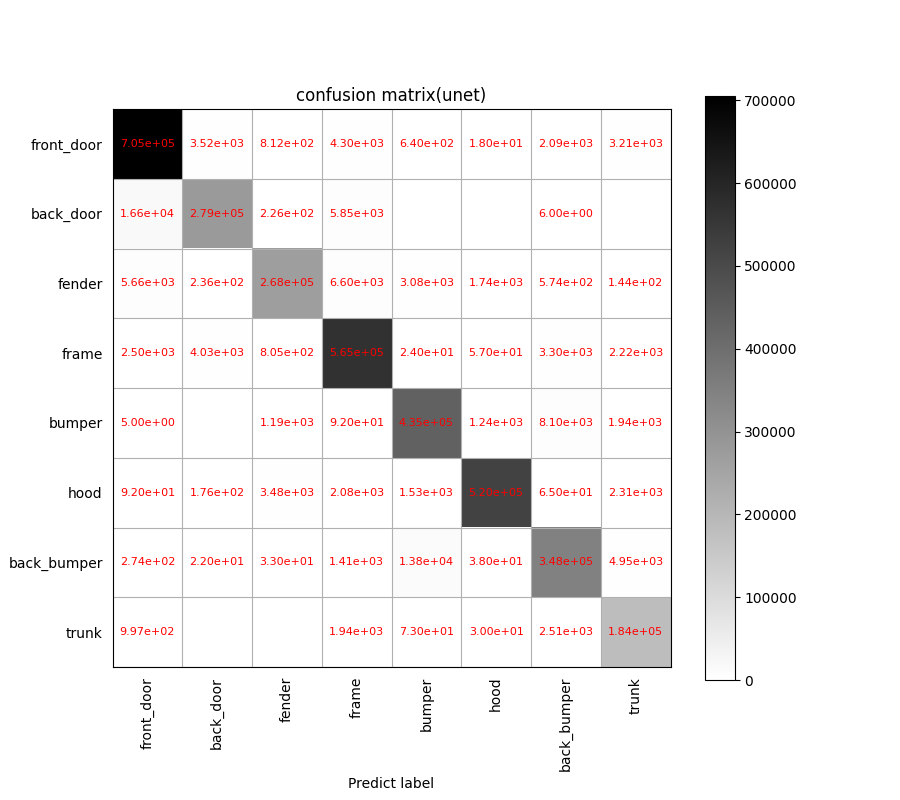 confusion matrix(unet)
front_door 7.05e+05 3.52e+03 8.12e+02 4.30e+03 6.40e+02 1.80e+01 2.09e+03 3.21e+03
back_door 1.66e+04 2.79e+05 2.26e+02 5.85e+03 6.00e+00
fender 5.66e+03 2.36e+02 2.68e+05 6.60e+03 3.08e+03 1.74e+03 5.74e+02 1.44e+02
frame 2.50e+03 4.03e+03 8.05e+02 5.65e+05 2.40e+01 5.70e+01 3.30e+03 2.22e+03
bumper 5.00e+00 1.19e+03 9.20e+01 4.35e+05 1.24e+03 8.10e+03 1.94e+03
hood 9.20e+01 1.76e+02 3.48e+03 2.08e+03 1.53e+03 5.20e+05 6.50e+01 2.31e+03
back_bumper 2.74e+02 2.20e+01 3.30e+01 1.41e+03 1.38e+04 3.80e+01 3.48e+05 4.95e+03
trunk 9.97e+02 1.94e+03 7.30e+01 3.00e+01 2.51e+03 1.84e+05
front_door back_door fender frame bumper hood back_bumper trunk
Predict label
700000
600000
500000
400000
300000
200000
100000
0